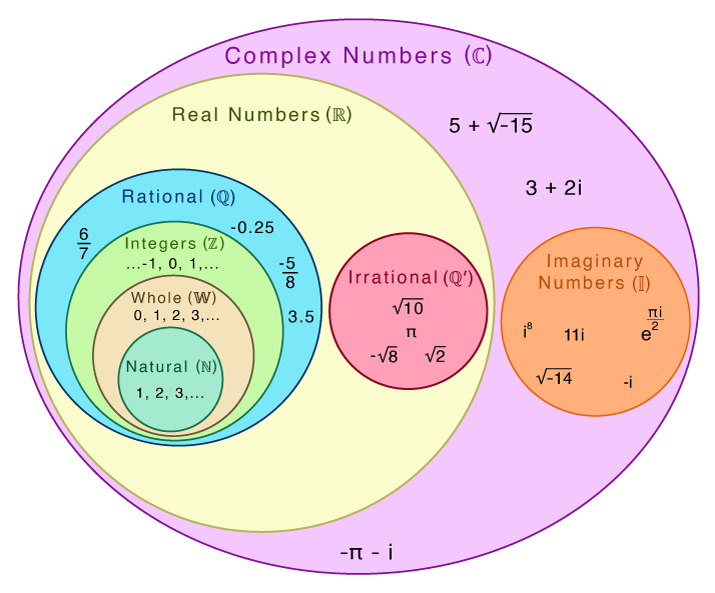 Complex Numbers (ℂ)
Real Numbers (ℝ)
5 + √-15
3 + 2i
Rational (ℚ)
6/7
-0.25
Integers (ℤ)
...-1, 0, 1,...
-5/8
Whole (𝕎)
0, 1, 2, 3,...
3.5
Natural (ℕ)
1, 2, 3,...
Irrational (ℚ′)
√10
π
-√8 √2
Imaginary
Numbers (𝕀)
i⁸ 11i e^(πi/2)
√-14 -i
-π - i